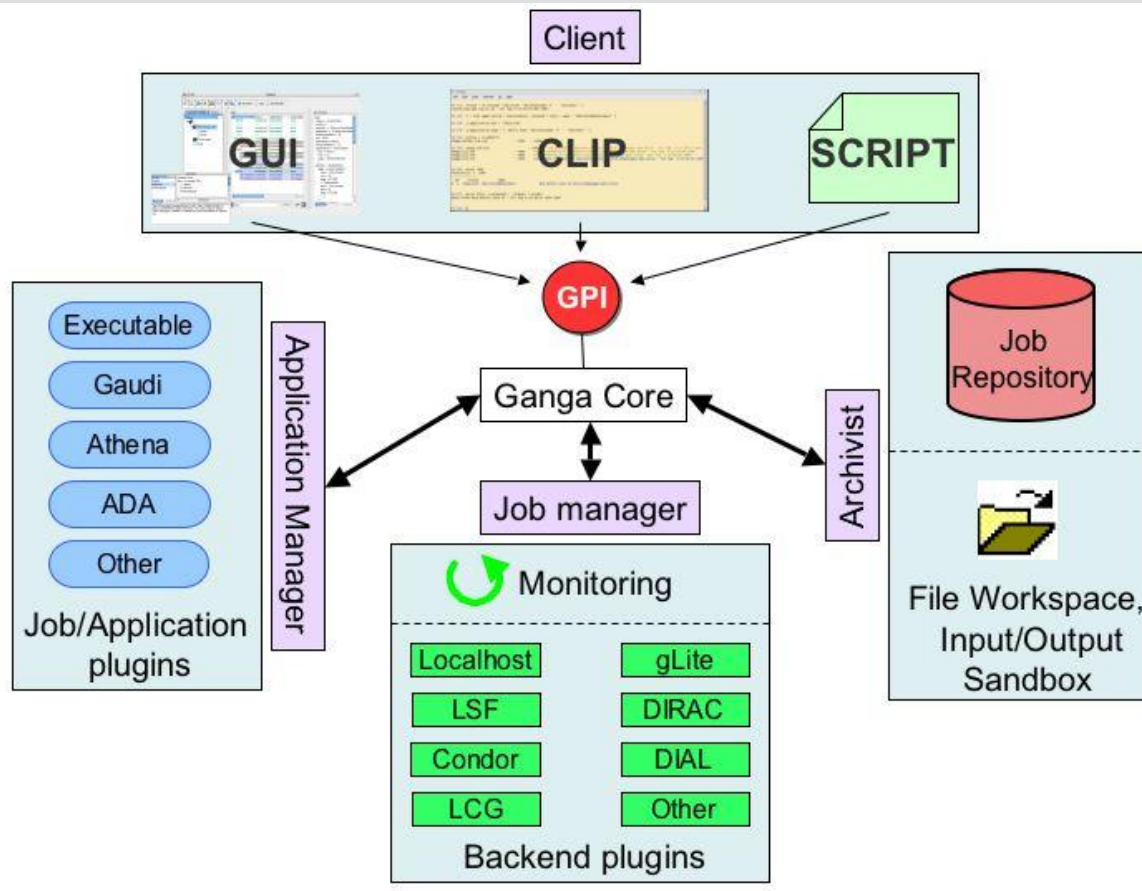 Client
GUI
CLIP
SCRIPT
GPI
Executable
Gaudi
Athena
ADA
Other
Job/Application
plugins
Application Manager
Ganga Core
Job manager
Monitoring
Localhost
gLite
LSF
DIRAC
Condor
DIAL
LCG
Other
Backend plugins
Archivist
Job
Repository
File Workspace,
Input/Output
Sandbox